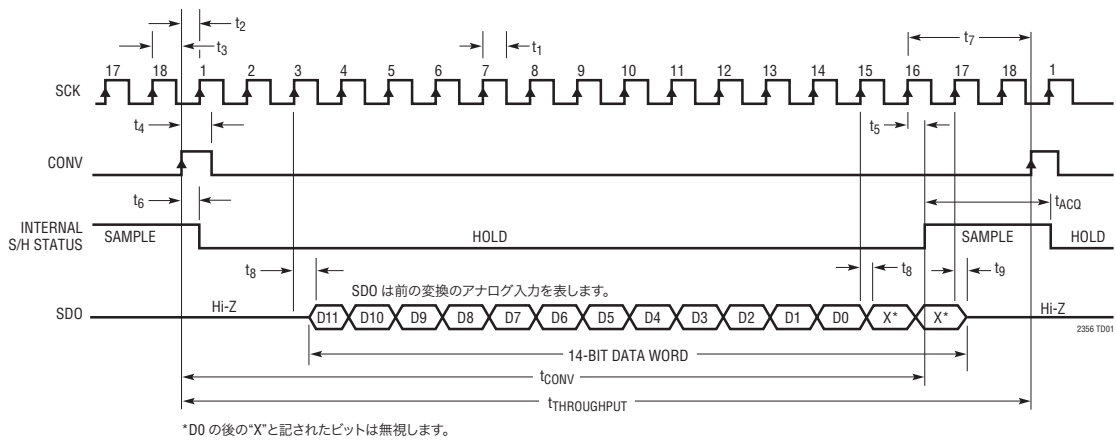 t2
t3
t1
t7
17 18 1 2 3 4 5 6 7 8 9 10 11 12 13 14 15 16 17 18 1
SCK
t4
t5
CONV
t6
tACQ
INTERNAL
S/H STATUS
SAMPLE
HOLD
SAMPLE
HOLD
t8
SDO は前の変換のアナログ入力を表します。
t8
t9
SDO
Hi-Z
D11 D10 D9 D8 D7 D6 D5 D4 D3 D2 D1 D0 X* X*
Hi-Z
2356 TD01
14-BIT DATA WORD
tCONV
tTHROUGHPUT
*D0 の後の“X”と記されたビットは無視します。